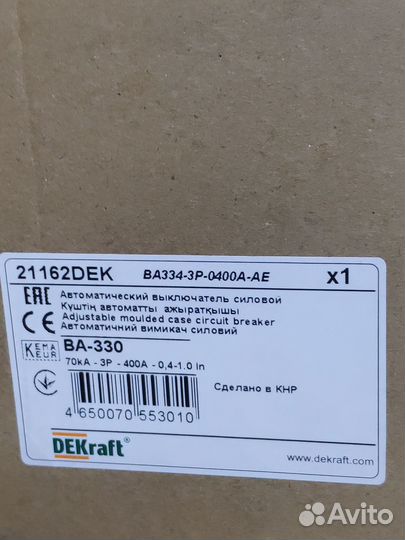 21162DEK BA334-3P-0400A-AE x1
EAC Автоматический выключатель силовой
Күштің автоматты ажыратқышы
CE Adjustable moulded case circuit breaker
Автоматичний вимикач силовий
KEMA
KEUR
BA-330
70kA - 3P - 400A - 0,4-1.0 In
Сделано в КНР
4 650070 553010
DEKraft®
www.dekraft.com
Avito